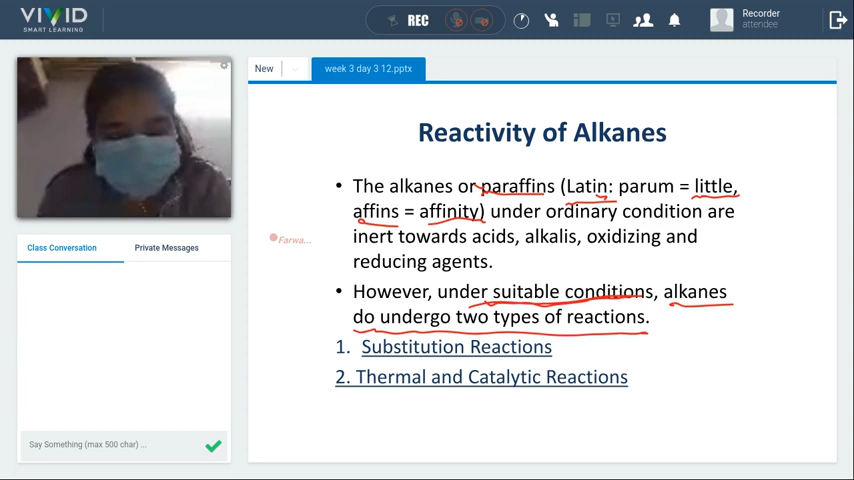 VIVID
SMART LEARNING
REC
Recorder
attendee
New
week 3 day 3 12.pptx
Reactivity of Alkanes
• The alkanes or paraffins (Latin: parum = little,
affins = affinity) under ordinary condition are
inert towards acids, alkalis, oxidizing and
reducing agents.
• However, under suitable conditions, alkanes
do undergo two types of reactions.
1. Substitution Reactions
2. Thermal and Catalytic Reactions
Farwa...
Class Conversation
Private Messages
Say Something (max 500 char) ...